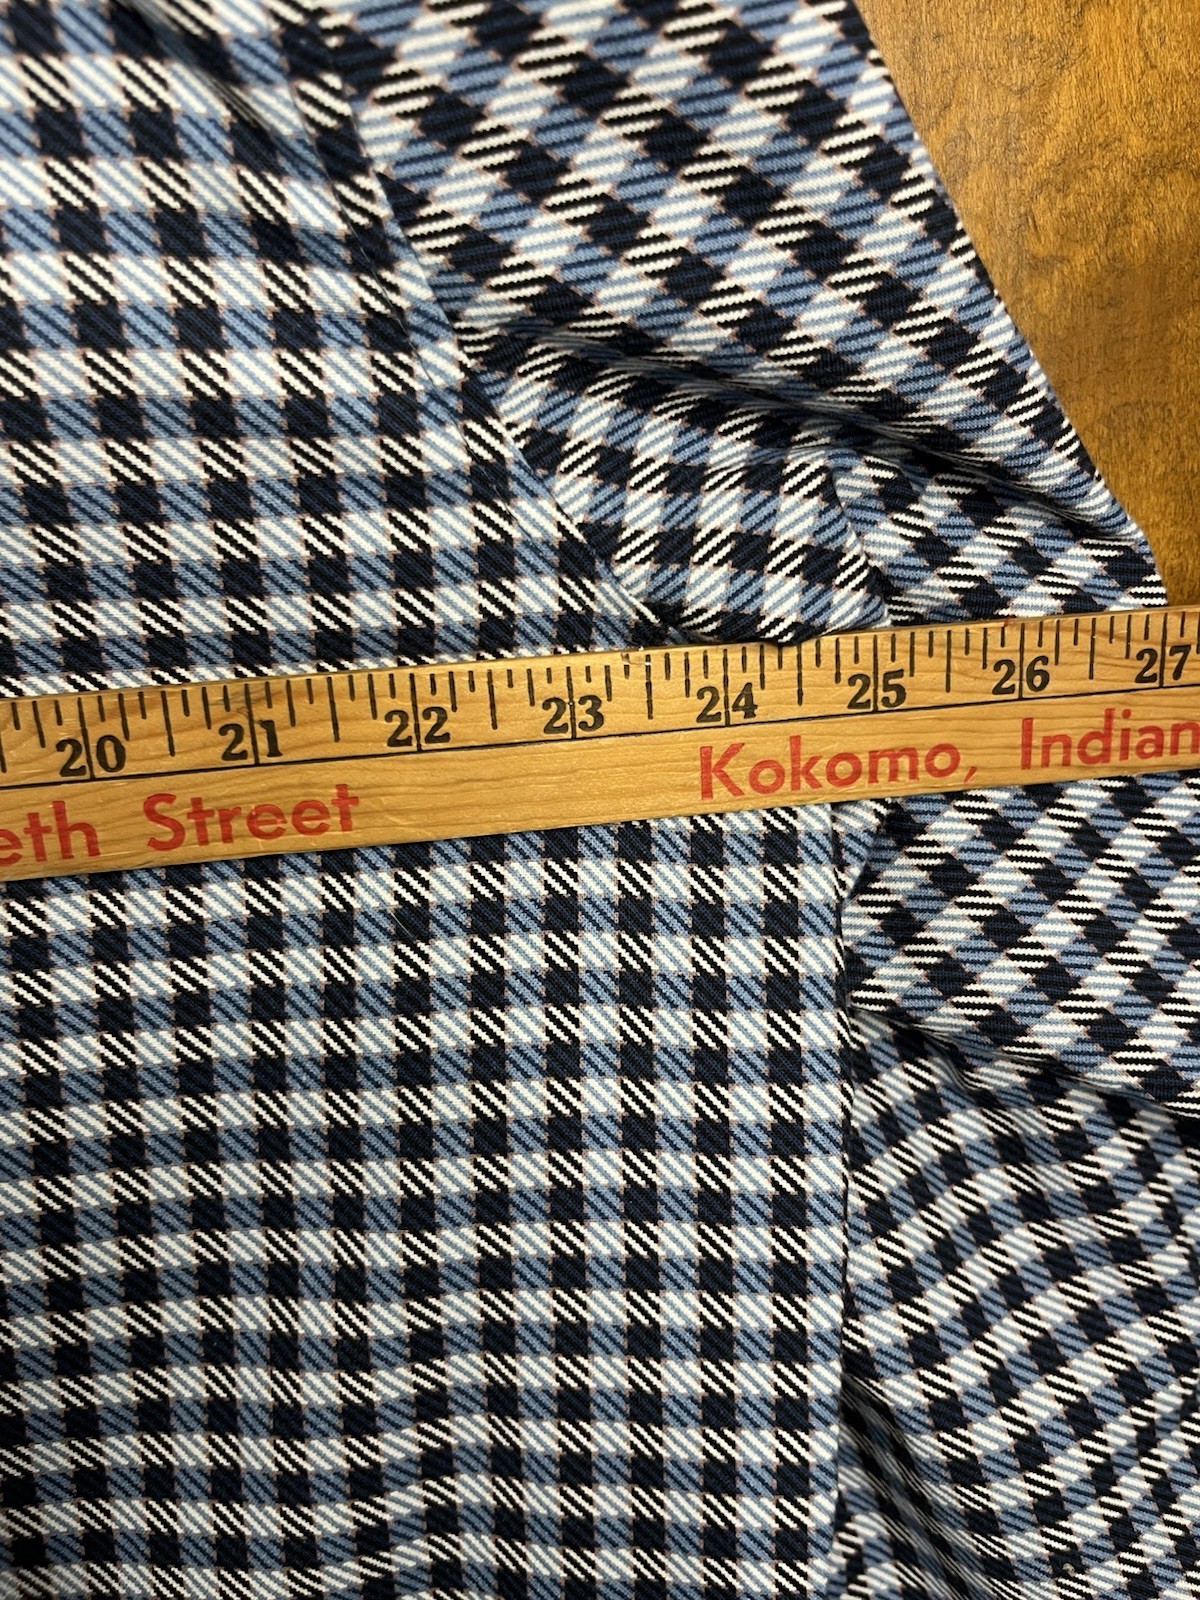 20 21 22 23 24 25 26 27
eth Street Kokomo, Indian